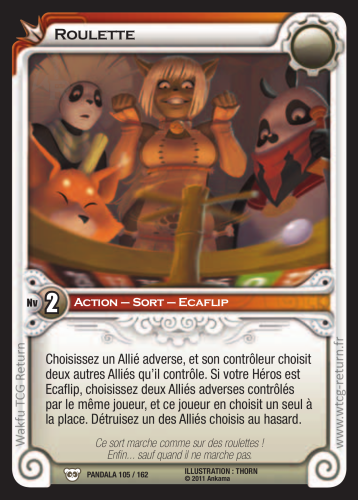 ROULETTE
Nv 2 ACTION – SORT – ECAFLIP
Choisissez un Allié adverse, et son contrôleur choisit
deux autres Alliés qu'il contrôle. Si votre Héros est
Ecaflip, choisissez deux Alliés adverses contrôlés
par le même joueur, et ce joueur en choisit un seul à
la place. Détruisez un des Alliés choisis au hasard.
Ce sort marche comme sur des roulettes !
Enfin... sauf quand il ne marche pas.
PANDALA 105 / 162
ILLUSTRATION : THORN
© 2011 Ankama
Wakfu TCG Return
www.wtcg-return.fr